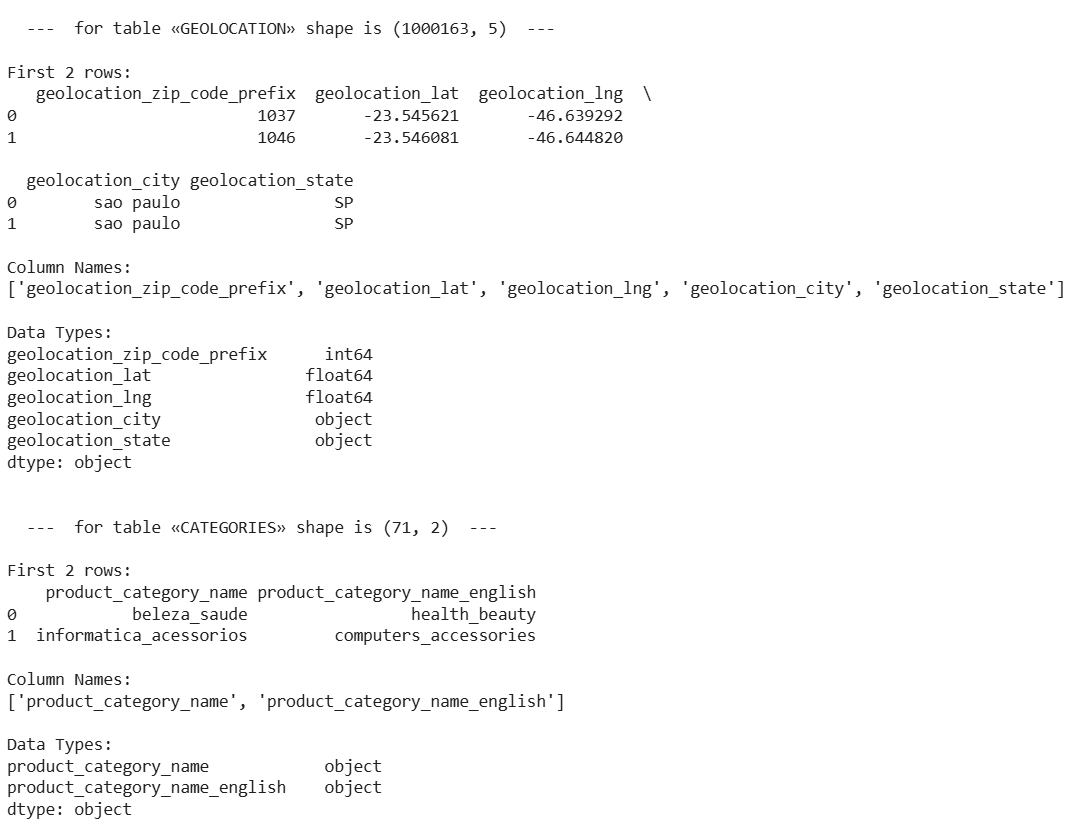 --- for table «GEOLOCATION» shape is (1000163, 5) ---
First 2 rows:
geolocation_zip_code_prefix geolocation_lat geolocation_lng \
0 1037 -23.545621 -46.639292
1 1046 -23.546081 -46.644820
geolocation_city geolocation_state
0 sao paulo SP
1 sao paulo SP
Column Names:
['geolocation_zip_code_prefix', 'geolocation_lat', 'geolocation_lng', 'geolocation_city', 'geolocation_state']
Data Types:
geolocation_zip_code_prefix int64
geolocation_lat float64
geolocation_lng float64
geolocation_city object
geolocation_state object
dtype: object
--- for table «CATEGORIES» shape is (71, 2) ---
First 2 rows:
product_category_name product_category_name_english
0 beleza_saude health_beauty
1 informatica_acessorios computers_accessories
Column Names:
['product_category_name', 'product_category_name_english']
Data Types:
product_category_name object
product_category_name_english object
dtype: object